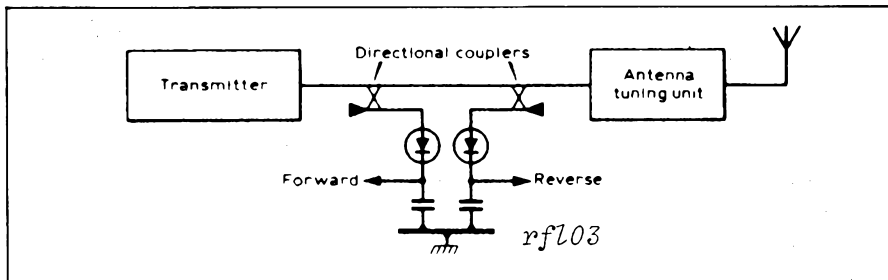 Directional couplers
Transmitter
Antenna
tuning unit
Forward
Reverse
rfl03